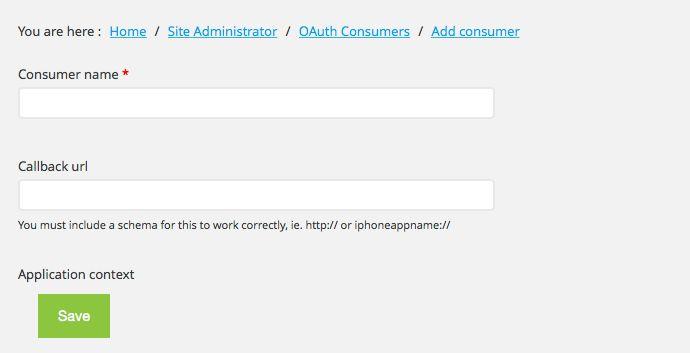 You are here : Home / Site Administrator / OAuth Consumers / Add consumer
Consumer name *
Callback url
You must include a schema for this to work correctly, ie. http:// or iphoneappname://
Application context
Save